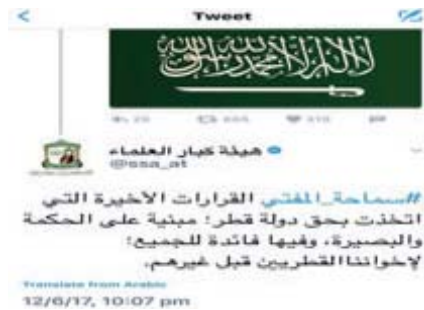 Tweet
لا إله إلا الله محمد رسول الله
هيئة كبار العلماء
@ssa_at
#سماحة_المفتي القرارات الأخيرة التي
اتخذت بحق دولة قطر؛ مبنية على الحكمة
والبصيرة، وفيها فائدة للجميع؛
لإخواننا القطريين قبل غيرهم.
Translate from Arabic
12/6/17, 10:07 pm